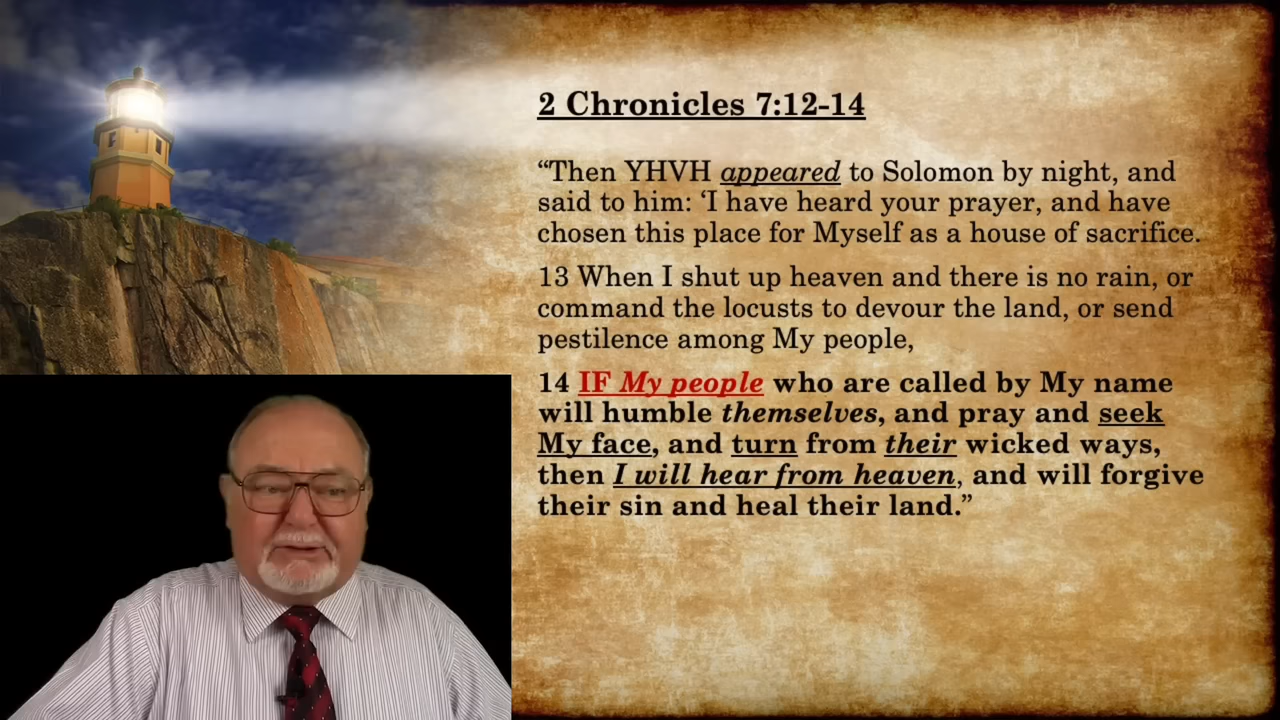 2 Chronicles 7:12-14
“Then YHVH appeared to Solomon by night, and
said to him: ‘I have heard your prayer, and have
chosen this place for Myself as a house of sacrifice.
13 When I shut up heaven and there is no rain, or
command the locusts to devour the land, or send
pestilence among My people,
14 IF My people who are called by My name
will humble themselves, and pray and seek
My face, and turn from their wicked ways,
then I will hear from heaven, and will forgive
their sin and heal their land.”